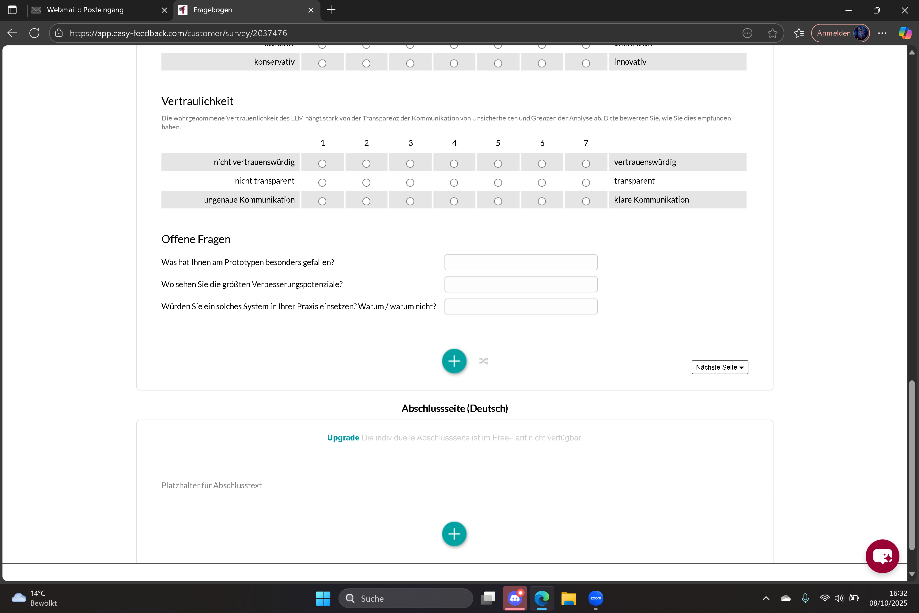 Webmail :: Posteingang
Fragebogen
https://app.easy-feedback.com/customer/survey/2037476
Anmelden
konservativ
innovativ
Vertraulichkeit
Die wahrgenommene Vertrauenlichkeit des LLM hängt stark von der Transparenz der Kommunikation von Unsicherheiten und Grenzen der Analyse ab. Bitte bewerten Sie, wie Sie dies empfunden
haben.
1 2 3 4 5 6 7
nicht vertrauenswürdig vertrauenswürdig
nicht transparent transparent
ungenaue Kommunikation klare Kommunikation
Offene Fragen
Was hat Ihnen am Prototypen besonders gefallen?
Wo sehen Sie die größten Verbesserungspotenziale?
Würden Sie ein solches System in Ihrer Praxis einsetzen? Warum / warum nicht?
Nächste Seite
Abschlussseite (Deutsch)
Upgrade Die individuelle Abschlussseite ist im Free-Tarif nicht verfügbar
Platzhalter für Abschlusstext
14°C
Bewölkt
Suche
zoom
18:32
08/10/2025